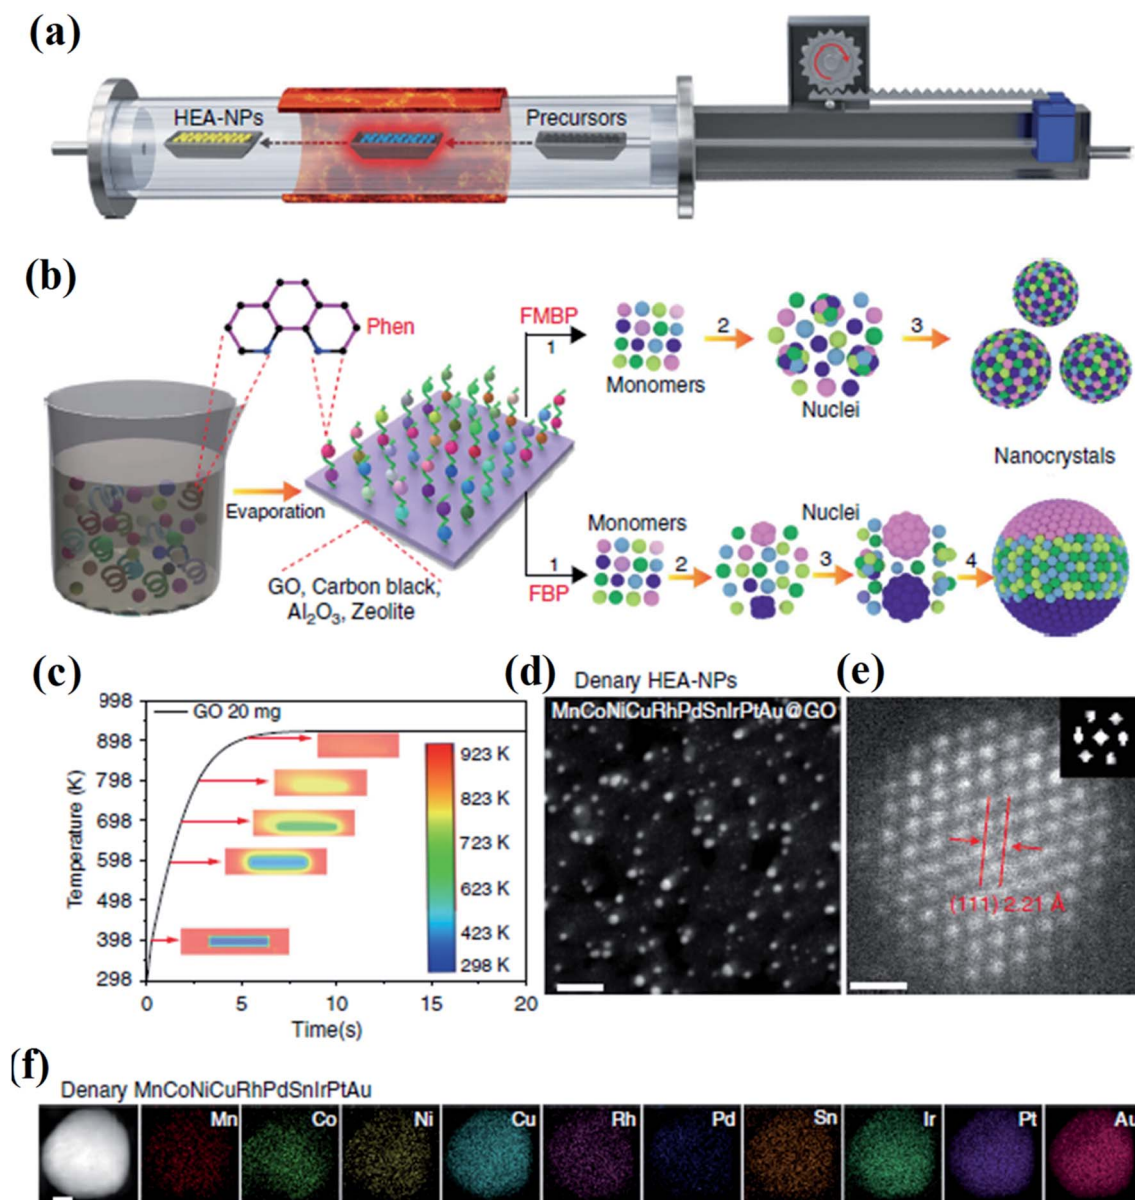 (a)
HEA-NPs
Precursors
(b)
Phen
FMBP
1
Monomers
2
Nuclei
3
Nanocrystals
Evaporation
GO, Carbon black,
Al₂O₃, Zeolite
1
FBP
Monomers
2
Nuclei
3
4
(c)
998
898
798
698
598
498
398
298
Temperature (K)
GO 20 mg
923 K
823 K
723 K
623 K
423 K
298 K
0
5
10
15
20
Time(s)
(d)
Denary HEA-NPs
MnCoNiCuRhPdSnIrPtAu@GO
(e)
(111) 2.21 Å
(f)
Denary MnCoNiCuRhPdSnIrPtAu
Mn
Co
Ni
Cu
Rh
Pd
Sn
Ir
Pt
Au